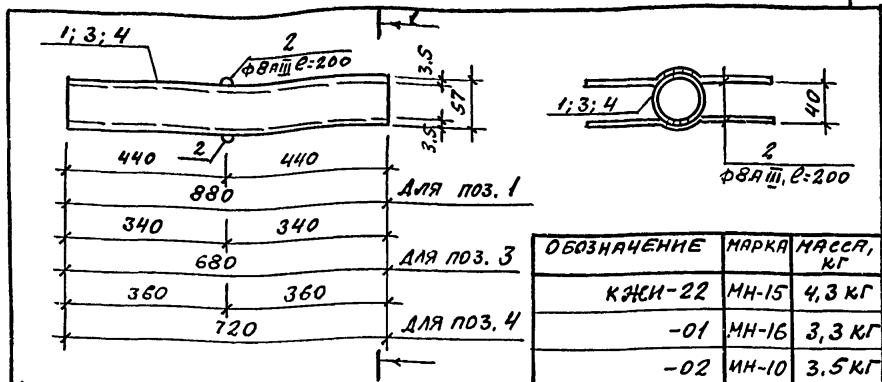 1; 3; 4
2
ф8АIII ℓ=200
3.5
57
3.5
2
440 440
880
ДЛЯ ПОЗ. 1
340 340
680
ДЛЯ ПОЗ. 3
360 360
720
ДЛЯ ПОЗ. 4
1; 3; 4
40
2
ф8АIII, ℓ=200
ОБОЗНАЧЕНИЕ МАРКА МАССА, КГ
КЖИ-22 МН-15 4,3 КГ
-01 МН-16 3,3 КГ
-02 МН-10 3.5 КГ